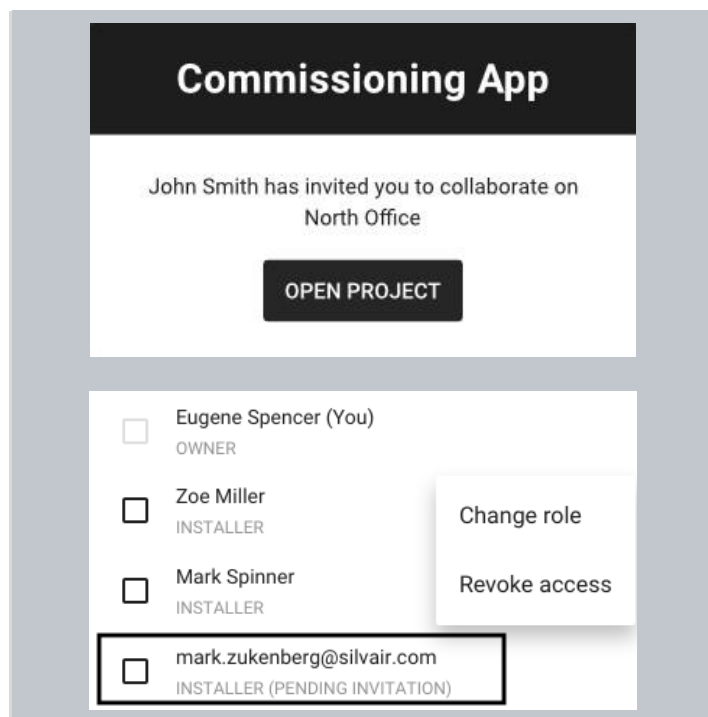 Commissioning App
John Smith has invited you to collaborate on
North Office
OPEN PROJECT
Eugene Spencer (You)
OWNER
Zoe Miller
INSTALLER
Change role
Mark Spinner
INSTALLER
Revoke access
mark.zukenberg@silvair.com
INSTALLER (PENDING INVITATION)